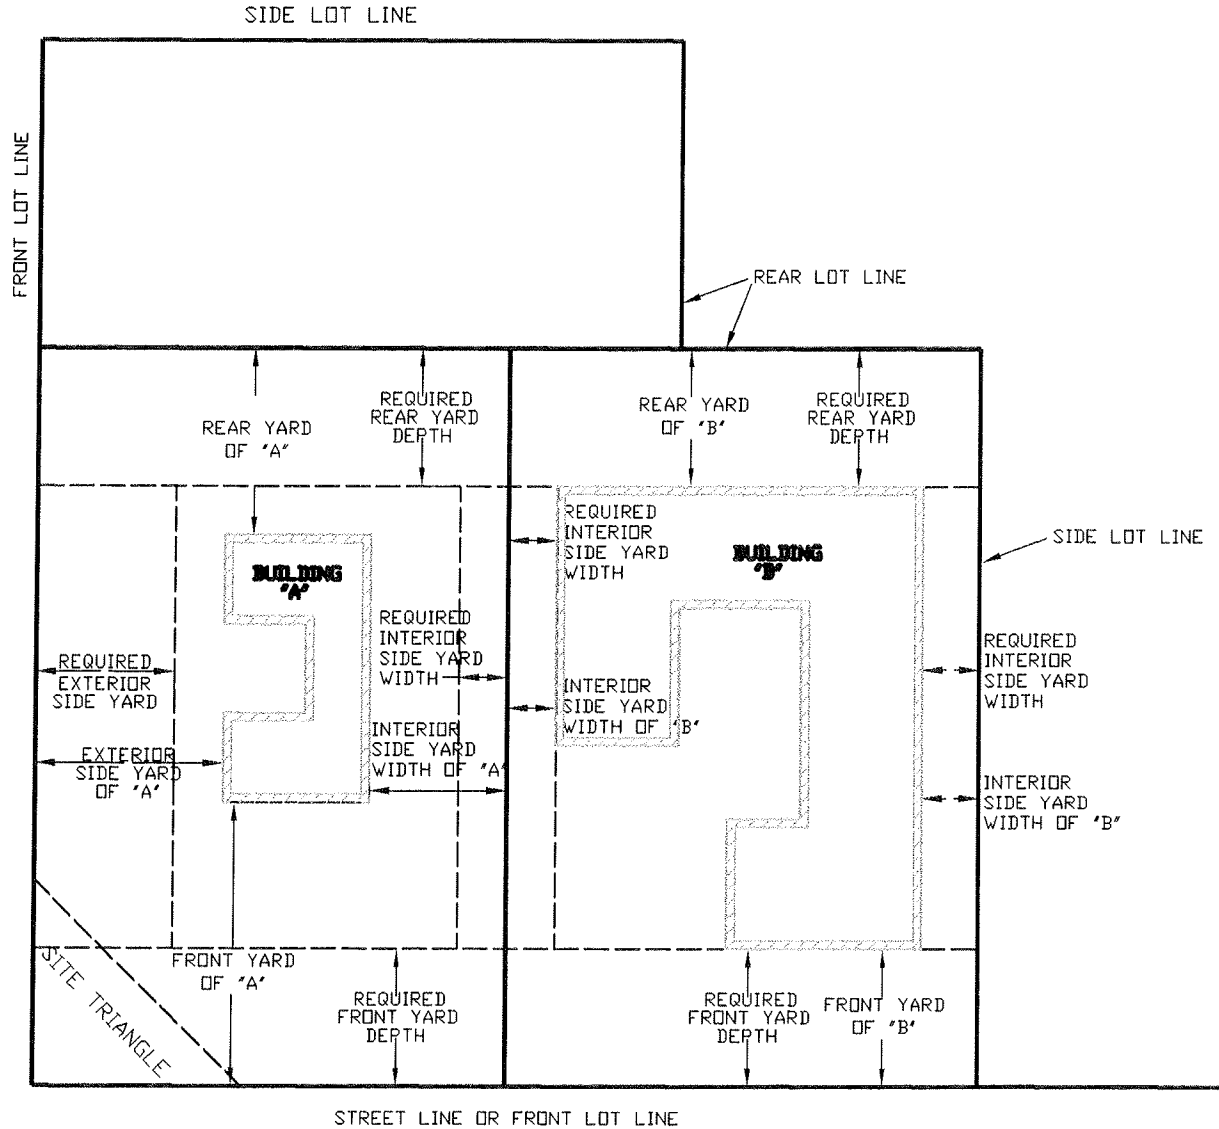 SIDE LOT LINE
FRONT LOT LINE
REAR LOT LINE
REAR YARD
OF "A"
REQUIRED
REAR YARD
DEPTH
REAR YARD
OF "B"
REQUIRED
REAR YARD
DEPTH
BUILDING
"A"
REQUIRED
INTERIOR
SIDE YARD
WIDTH
BUILDING
"B"
SIDE LOT LINE
REQUIRED
EXTERIOR
SIDE YARD
REQUIRED
INTERIOR
SIDE YARD
WIDTH
INTERIOR
SIDE YARD
WIDTH OF "B"
REQUIRED
INTERIOR
SIDE YARD
WIDTH
EXTERIOR
SIDE YARD
OF "A"
INTERIOR
SIDE YARD
WIDTH OF "A"
INTERIOR
SIDE YARD
WIDTH OF "B"
SITE TRIANGLE
FRONT YARD
OF "A"
REQUIRED
FRONT YARD
DEPTH
REQUIRED
FRONT YARD
DEPTH
FRONT YARD
OF "B"
STREET LINE OR FRONT LOT LINE